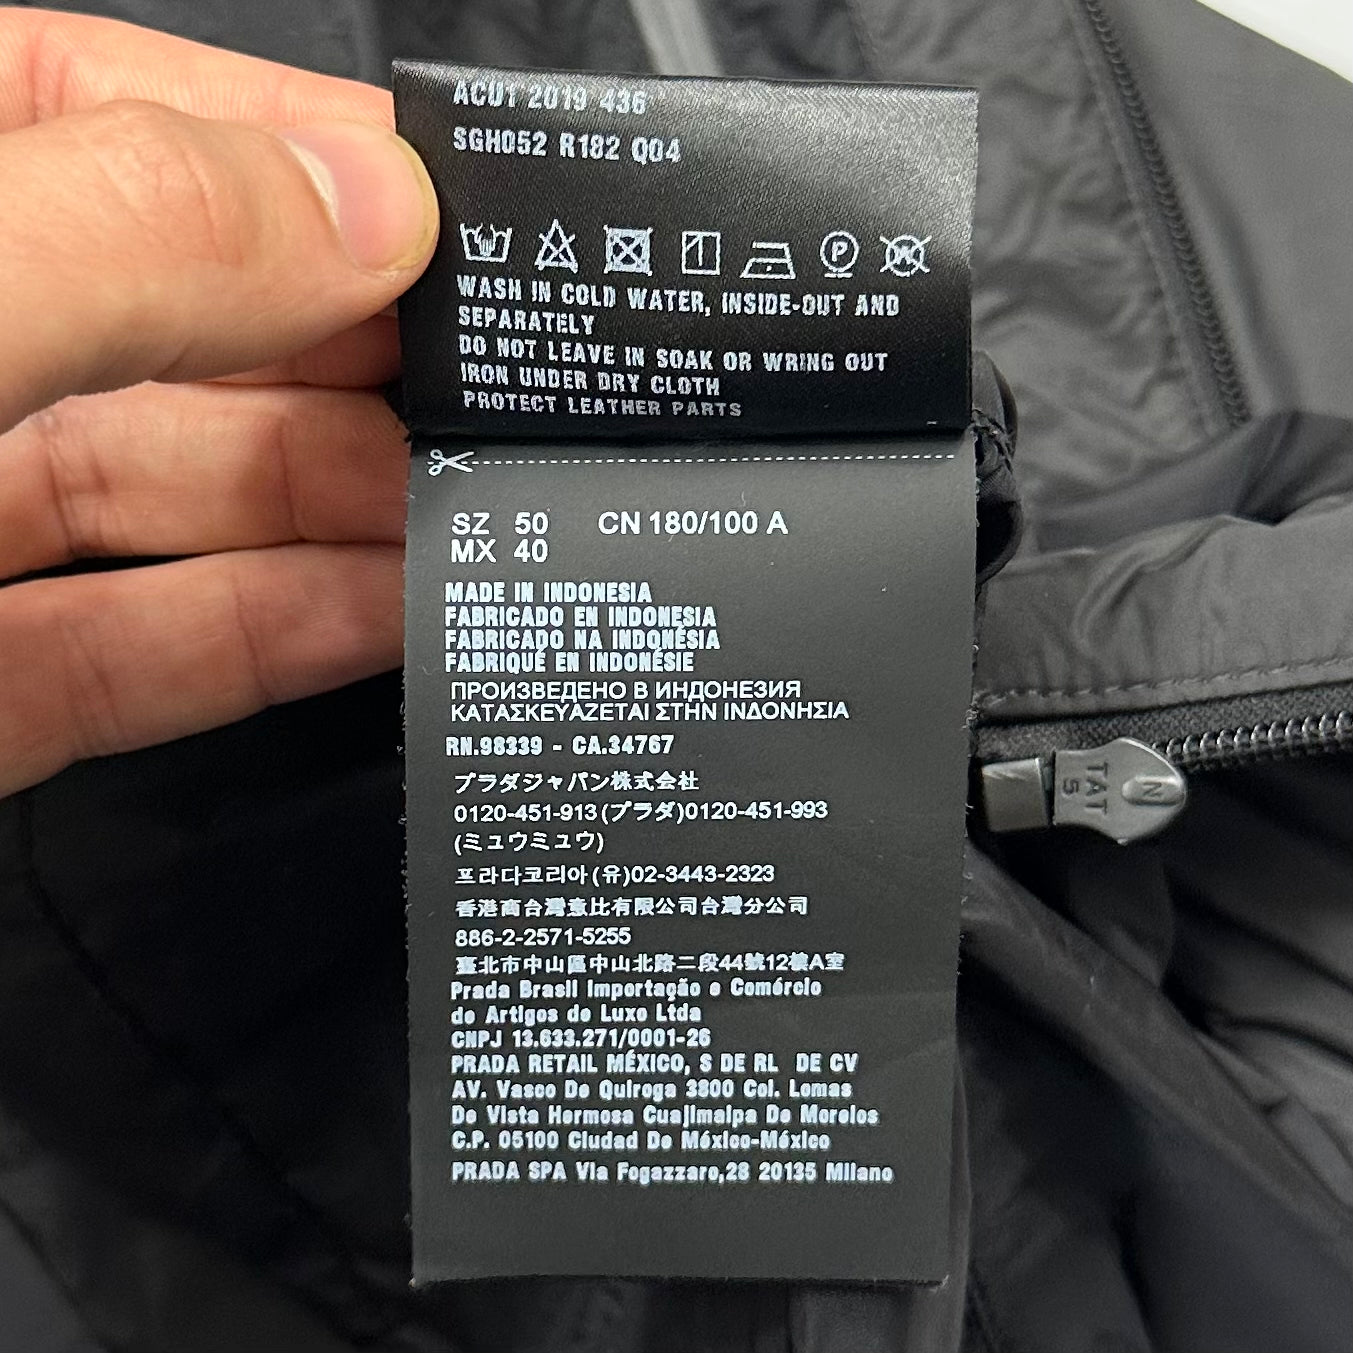 ACUT 2019 436
SGH052 R182 Q04
P
W
WASH IN COLD WATER, INSIDE-OUT AND
SEPARATELY
DO NOT LEAVE IN SOAK OR WRING OUT
IRON UNDER DRY CLOTH
PROTECT LEATHER PARTS
SZ 50 CN 180/100 A
MX 40
MADE IN INDONESIA
FABRICADO EN INDONESIA
FABRICADO NA INDONÉSIA
FABRIQUÉ EN INDONÉSIE
ПРОИЗВЕДЕНО В ИНДОНЕЗИЯ
ΚΑΤΑΣΚΕΥΑΖΕΤΑΙ ΣΤΗΝ ΙΝΔΟΝΗΣΙΑ
RN.98339 - CA.34767
プラダジャパン株式会社
0120-451-913(プラダ)0120-451-993
(ミュウミュウ)
프라다코리아(유)02-3443-2323
香港商台灣意比有限公司台灣分公司
886-2-2571-5255
臺北市中山區中山北路二段44號12樓A室
Prada Brasil Importação e Comércio
de Artigos de Luxo Ltda
CNPJ 13.633.271/0001-26
PRADA RETAIL MÉXICO, S DE RL DE CV
AV. Vasco De Quiroga 3800 Col. Lomas
De Vista Hermosa Cuajimalpa De Morelos
C.P. 05100 Ciudad De México-México
PRADA SPA Via Fogazzaro,28 20135 Milano
TAT
5
N